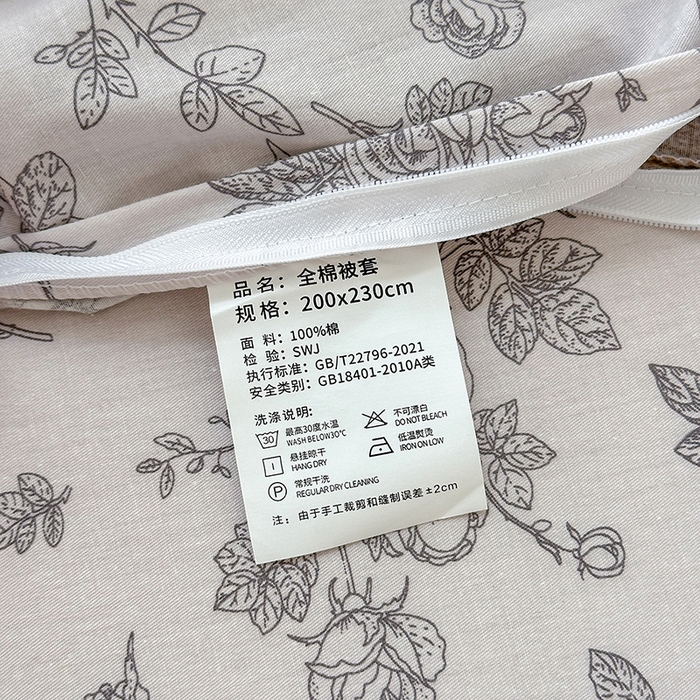 品名：全棉被套
规格：200x230cm
面料：100%棉
检验：SWJ
执行标准：GB/T22796-2021
安全类别：GB18401-2010A类
洗涤说明：
30 最高30度水温 不可漂白
WASH BELOW30℃ DO NOT BLEACH
悬挂晾干 低温熨烫
HANG DRY IRON ON LOW
P 常规干洗
REGULAR DRY CLEANING
注：由于手工裁剪和缝制误差±2cm